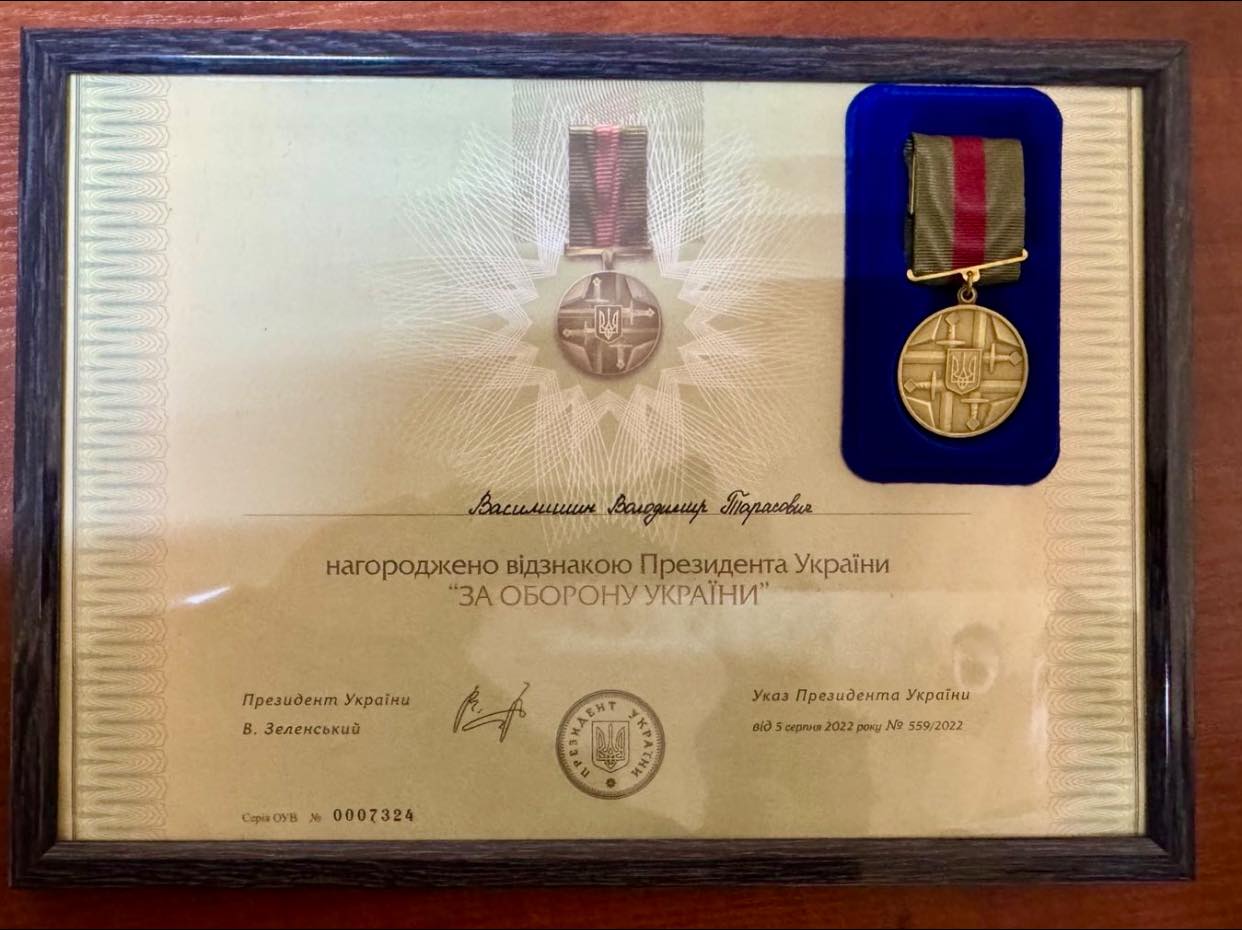 Василишин Володимир Тарасович
нагороджено відзнакою Президента України
“ЗА ОБОРОНУ УКРАЇНИ”
Президент України
В. Зеленський
ПРЕЗИДЕНТ УКРАЇНИ
Указ Президента України
від 5 серпня 2022 року № 559/2022
Серія ОУВ № 0007324